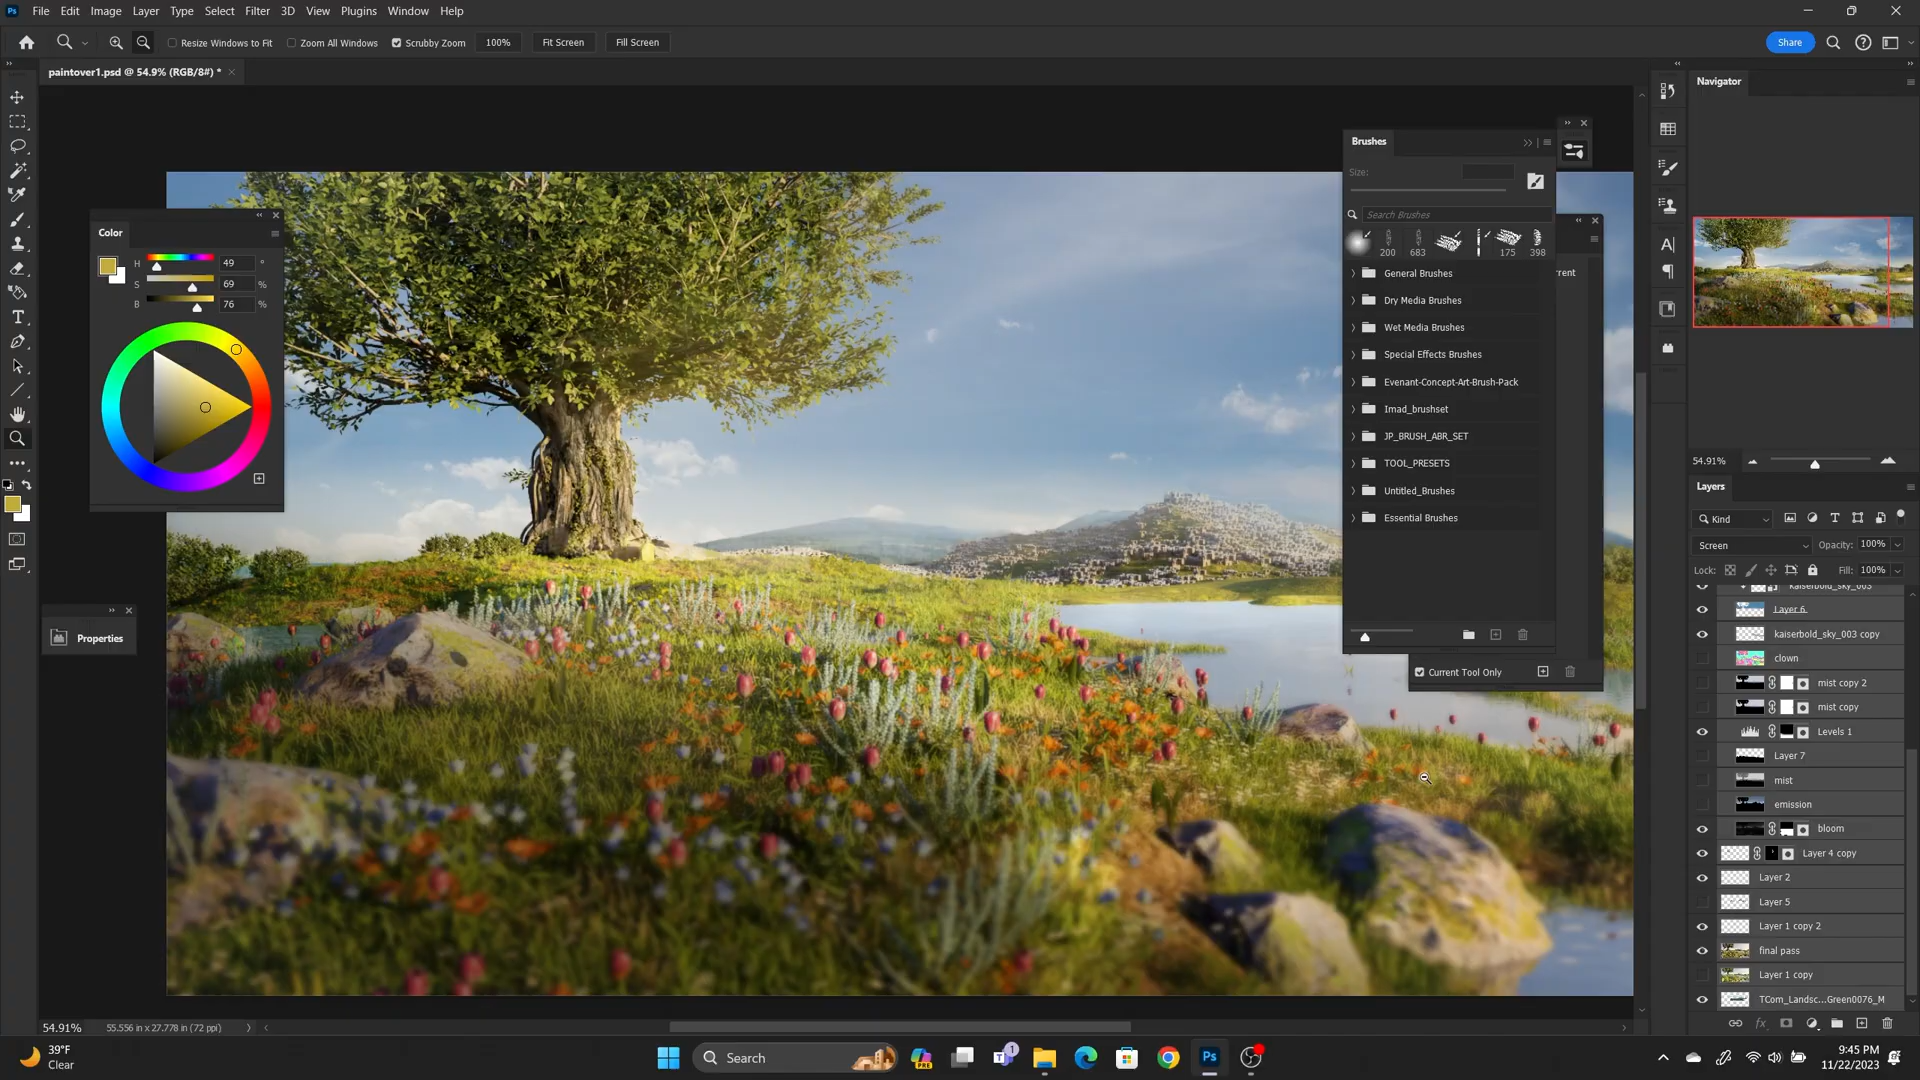 Ps File Edit Image Layer Type Select Filter 3D View Plugins Window Help
Resize Windows to Fit Zoom All Windows Scrubby Zoom 100% Fit Screen Fill Screen Share
paintover1.psd @ 54.9% (RGB/8#) *
Navigator
Color
H 49 °
S 69 %
B 76 %
Properties
Brushes
Size:
Search Brushes
200 683 175 398
General Brushes
Dry Media Brushes
Wet Media Brushes
Special Effects Brushes
Evenant-Concept-Art-Brush-Pack
Imad_brushset
JP_BRUSH_ABR_SET
TOOL_PRESETS
Untitled_Brushes
Essential Brushes
rent
Current Tool Only
54.91%
Layers
Kind
Screen Opacity: 100%
Lock: Fill: 100%
kaiserbold_sky_003
Layer 6
kaiserbold_sky_003 copy
clown
mist copy 2
mist copy
Levels 1
Layer 7
mist
emission
bloom
Layer 4 copy
Layer 2
Layer 5
Layer 1 copy 2
final pass
Layer 1 copy
TCom_Landsc...Green0076_M
fx
54.91% 55.556 in x 27.778 in (72 ppi)
39°F
Clear
Search
PRE
1
Ps
9:45 PM
11/22/2023